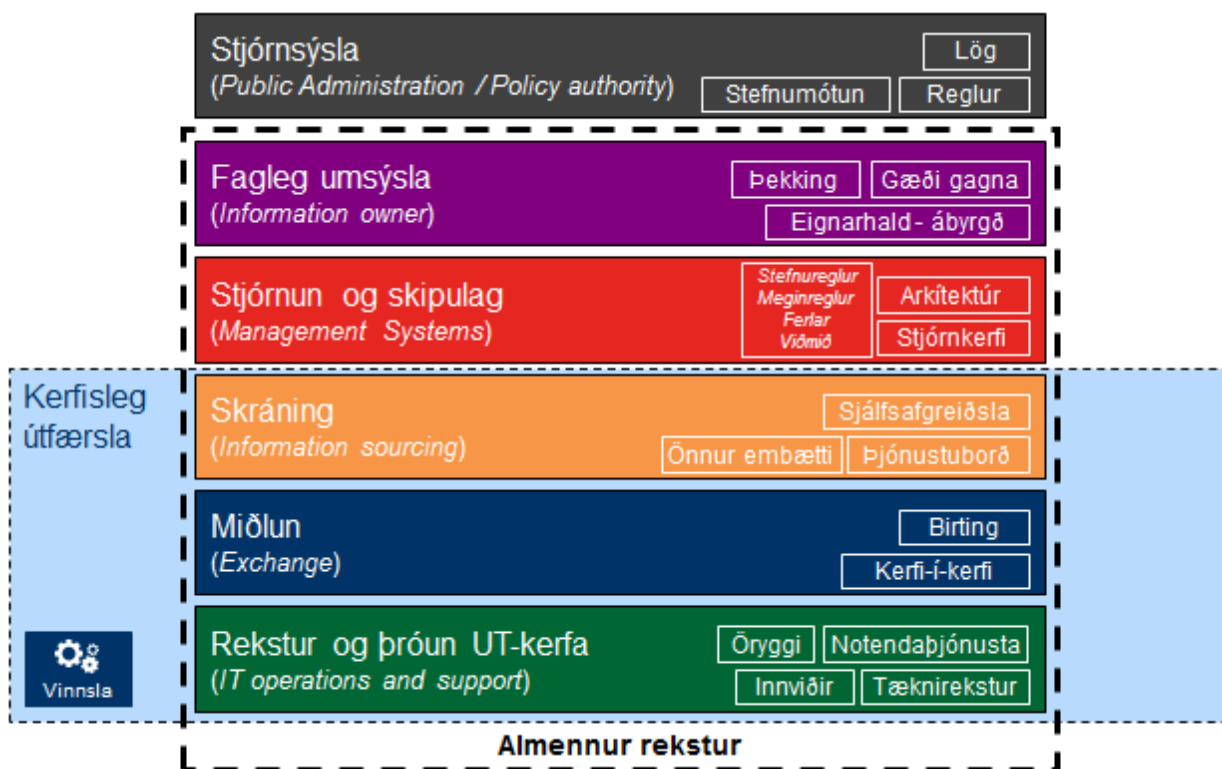 Stjórnsýsla
(Public Administration / Policy authority)
Lög
Stefnumótun
Reglur
Fagleg umsýsla
(Information owner)
Þekking
Gæði gagna
Eignarhald - ábyrgð
Stjórnun og skipulag
(Management Systems)
Stefnureglur
Meginreglur
Ferlar
Viðmið
Arkítektúr
Stjórnkerfi
Kerfisleg
útfærsla
Skráning
(Information sourcing)
Sjálfsafgreiðsla
Önnur embætti
Þjónustuborð
Miðlun
(Exchange)
Birting
Kerfi-í-kerfi
Rekstur og þróun UT-kerfa
(IT operations and support)
Öryggi
Notendaþjónusta
Innviðir
Tæknirekstur
Vinnsla
Almennur rekstur